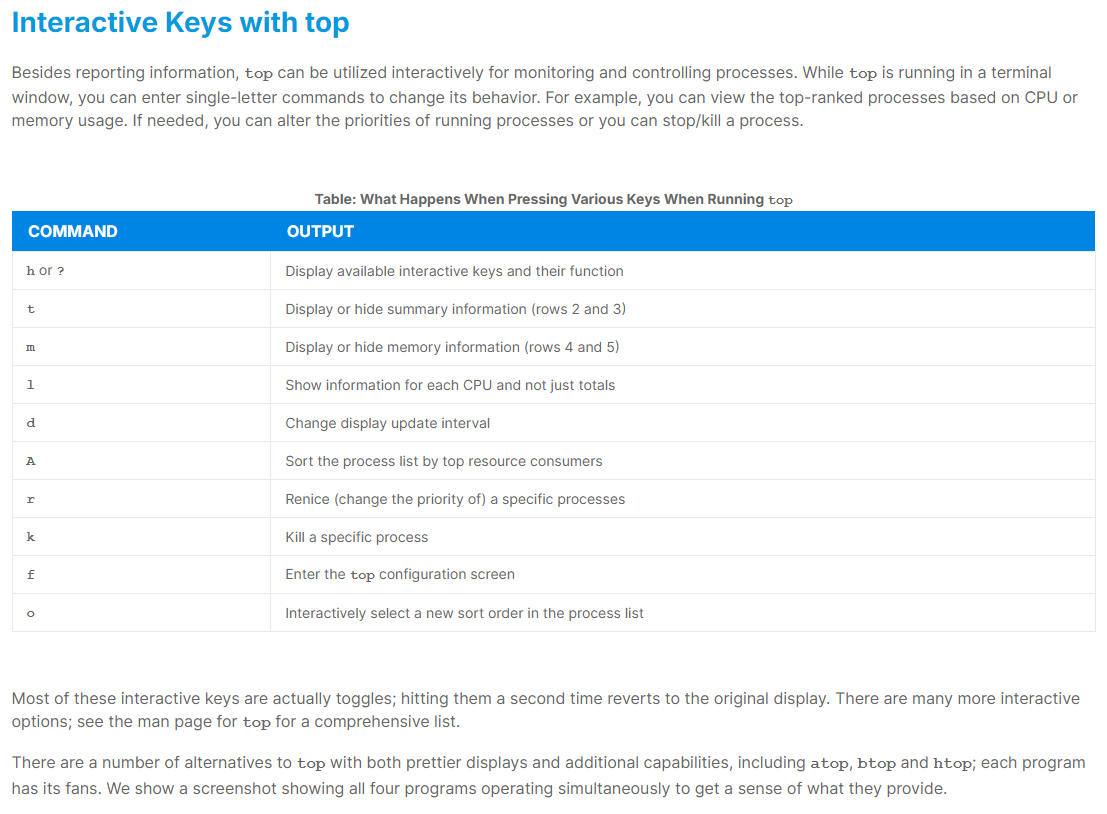 Interactive Keys with top
Besides reporting information, top can be utilized interactively for monitoring and controlling processes. While top is running in a terminal
window, you can enter single-letter commands to change its behavior. For example, you can view the top-ranked processes based on CPU or
memory usage. If needed, you can alter the priorities of running processes or you can stop/kill a process.
Table: What Happens When Pressing Various Keys When Running top
COMMAND OUTPUT
h or ? Display available interactive keys and their function
t Display or hide summary information (rows 2 and 3)
m Display or hide memory information (rows 4 and 5)
l Show information for each CPU and not just totals
d Change display update interval
A Sort the process list by top resource consumers
r Renice (change the priority of) a specific processes
k Kill a specific process
f Enter the top configuration screen
o Interactively select a new sort order in the process list
Most of these interactive keys are actually toggles; hitting them a second time reverts to the original display. There are many more interactive
options; see the man page for top for a comprehensive list.
There are a number of alternatives to top with both prettier displays and additional capabilities, including atop, btop and htop; each program
has its fans. We show a screenshot showing all four programs operating simultaneously to get a sense of what they provide.